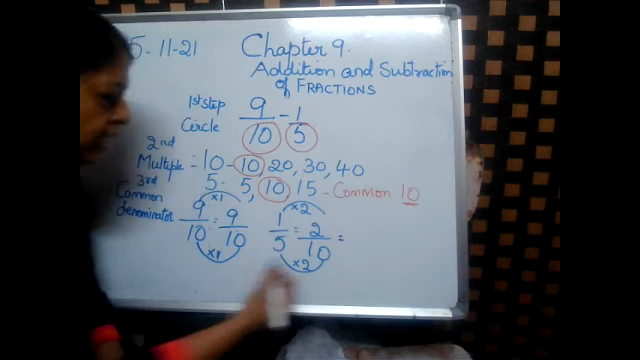 5-11-21 Chapter 9.
Addition and Subtraction
of FRACTIONS
1st step 9/10 - 1/5
Circle
2nd
Multiple = 10 - 10, 20, 30, 40
5 - 5, 10, 15 - Common 10
3rd
Common
denominator
×1 ×2
9/10 = 9/10 1/5 = 2/10 =
×1 ×2